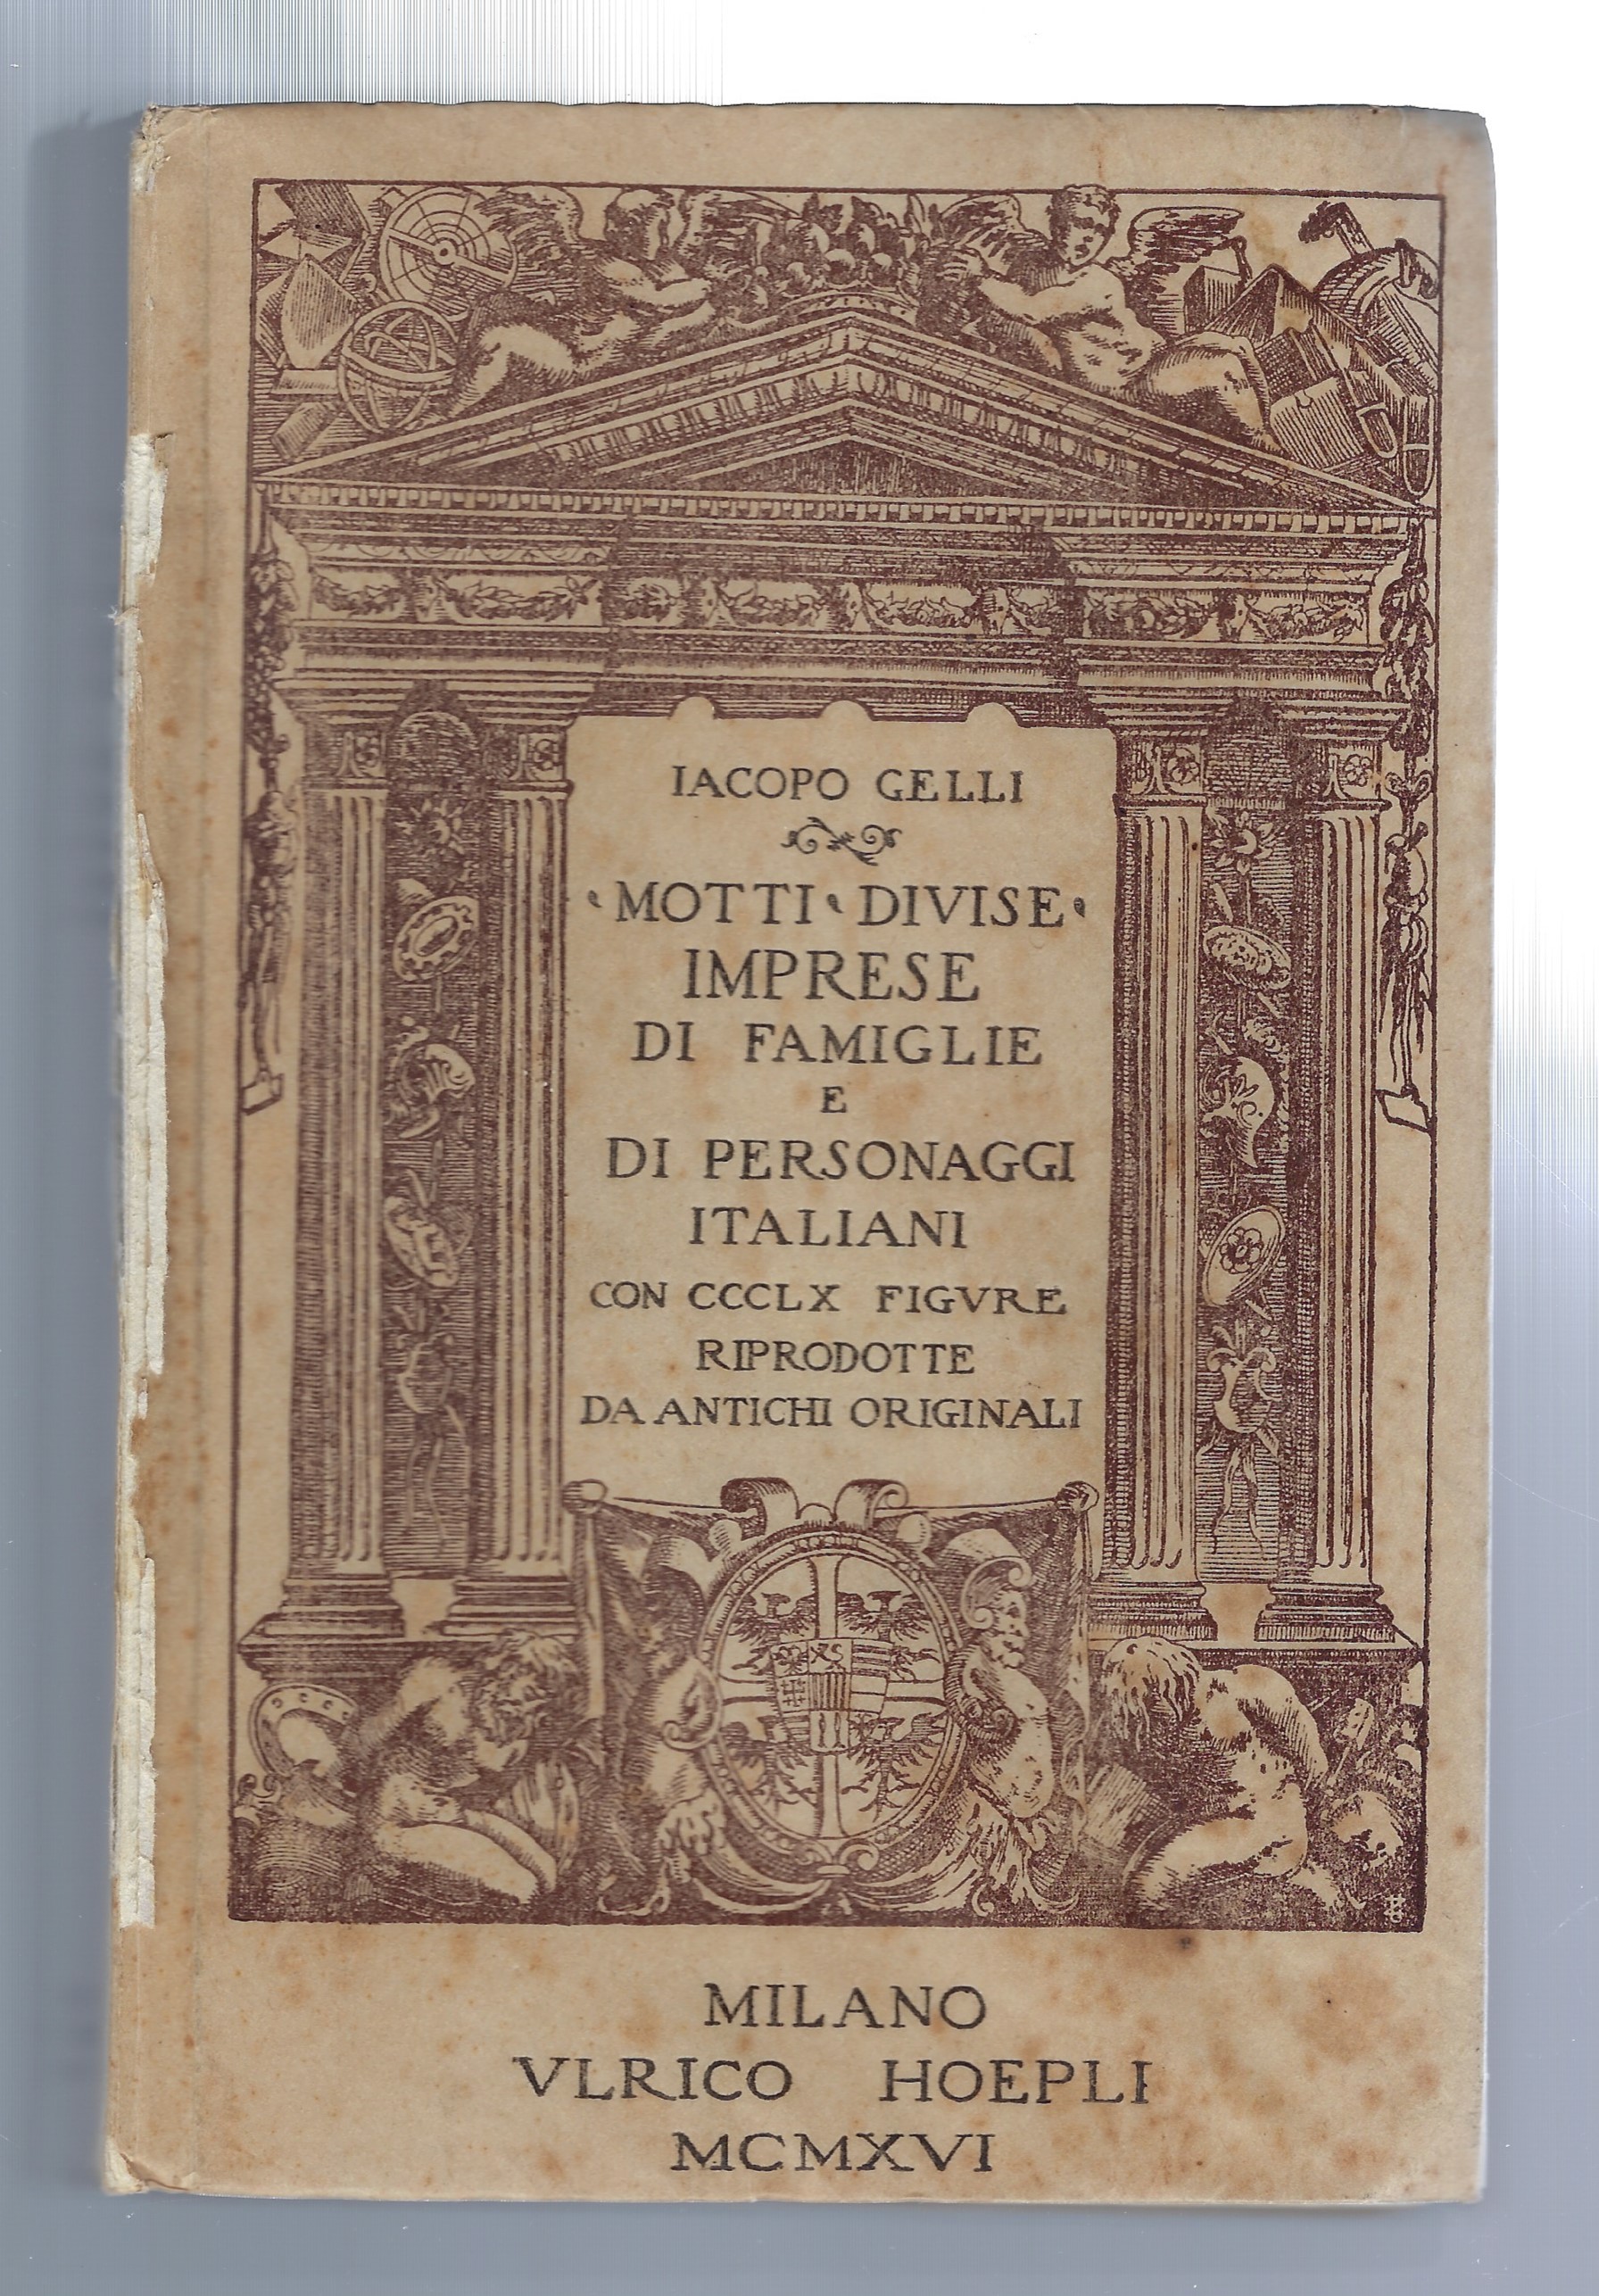 IACOPO GELLI
·MOTTI·DIVISE·
IMPRESE
DI FAMIGLIE
E
DI PERSONAGGI
ITALIANI
CON CCCLX FIGVRE
RIPRODOTTE
DA ANTICHI ORIGINALI
MILANO
VLRICO HOEPLI
MCMXVI